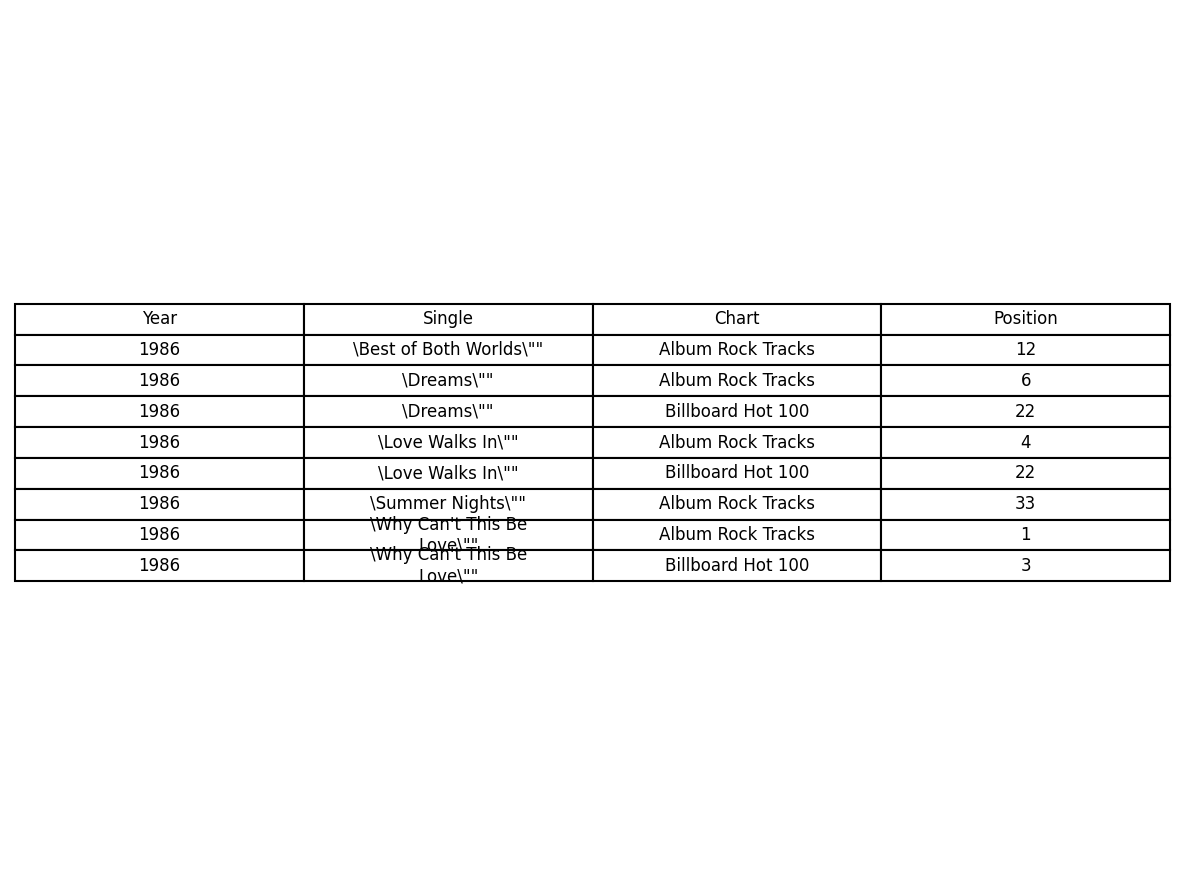 Year Single Chart Position
1986 \Best of Both Worlds\"" Album Rock Tracks 12
1986 \Dreams\"" Album Rock Tracks 6
1986 \Dreams\"" Billboard Hot 100 22
1986 \Love Walks In\"" Album Rock Tracks 4
1986 \Love Walks In\"" Billboard Hot 100 22
1986 \Summer Nights\"" Album Rock Tracks 33
1986 \Why Can't This Be Love\"" Album Rock Tracks 1
1986 \Why Can't This Be Love\"" Billboard Hot 100 3